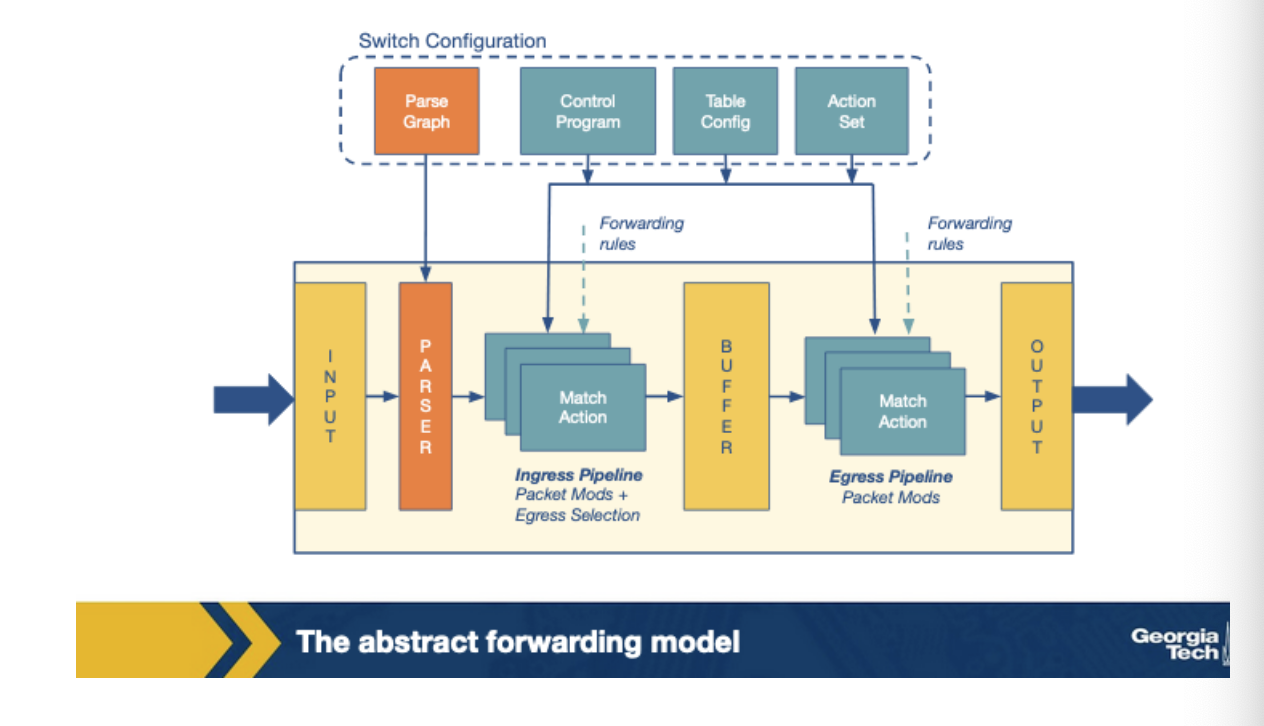 Switch Configuration
Parse
Graph
Control
Program
Table
Config
Action
Set
Forwarding
rules
Forwarding
rules
INPUT
PARSER
Match
Action
Ingress Pipeline
Packet Mods +
Egress Selection
BUFFER
Match
Action
Egress Pipeline
Packet Mods
OUTPUT
The abstract forwarding model
Georgia
Tech